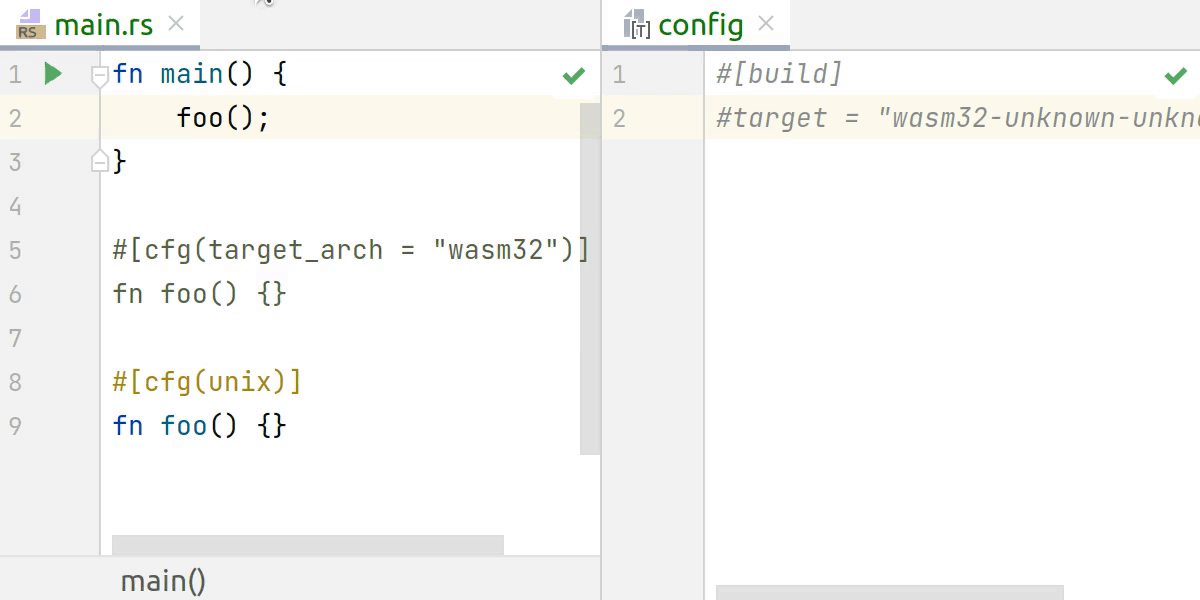 RS main.rs
1 fn main() {
2 foo();
3 }
4
5 #[cfg(target_arch = "wasm32")]
6 fn foo() {}
7
8 #[cfg(unix)]
9 fn foo() {}
main()
[T] config
1 #[build]
2 #target = "wasm32-unknown-unkno